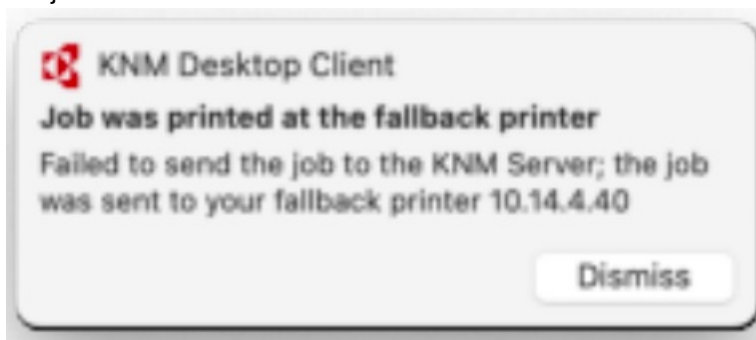 KNM Desktop Client
Job was printed at the fallback printer
Failed to send the job to the KNM Server; the job
was sent to your fallback printer 10.14.4.40
Dismiss